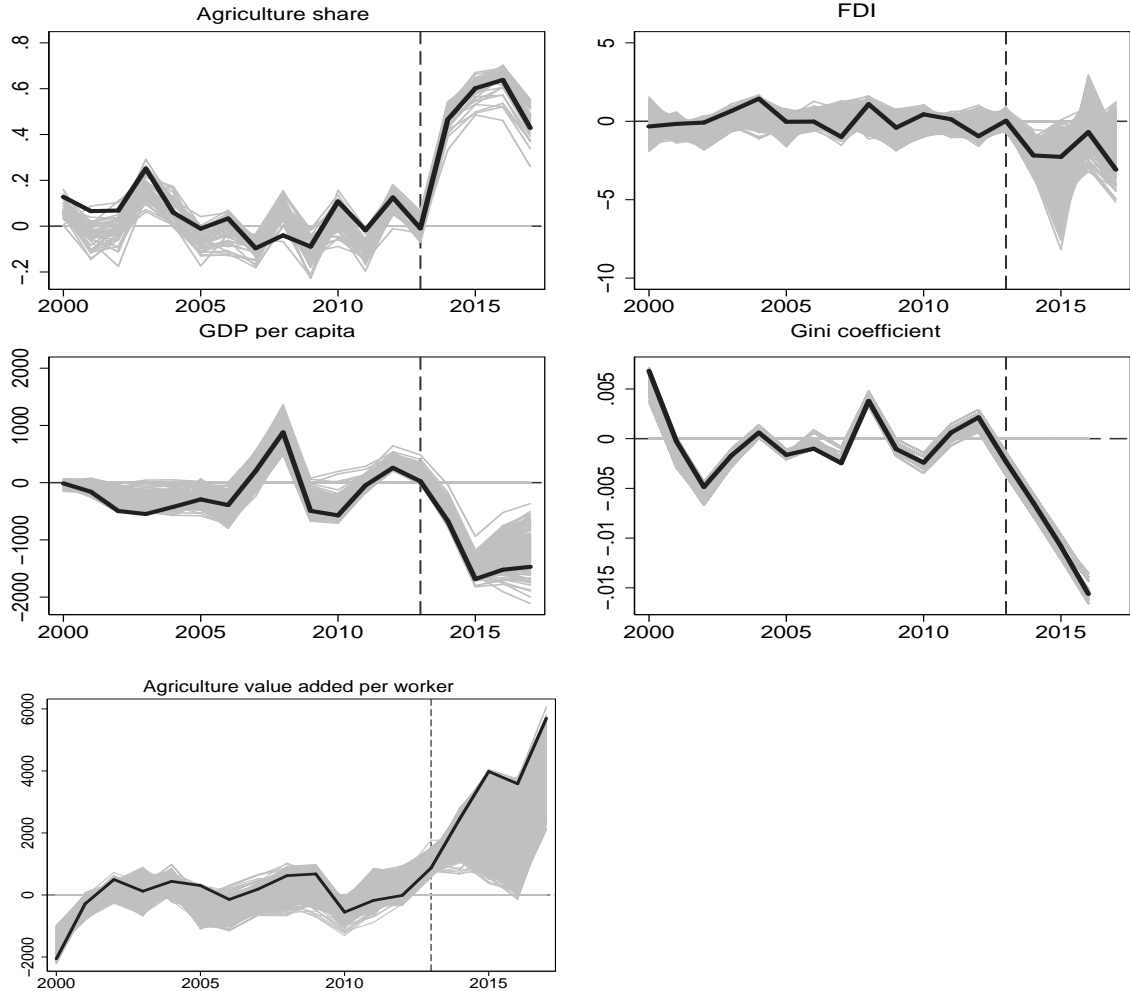 Agriculture share
.8
.6
.4
.2
0
-.2
2000 2005 2010 2015
FDI
5
0
-5
-10
2000 2005 2010 2015
GDP per capita
2000
1000
0
-1000
-2000
2000 2005 2010 2015
Gini coefficient
.005
0
-.005
-.01
-.015
2000 2005 2010 2015
Agriculture value added per worker
6000
4000
2000
0
-2000
2000 2005 2010 2015